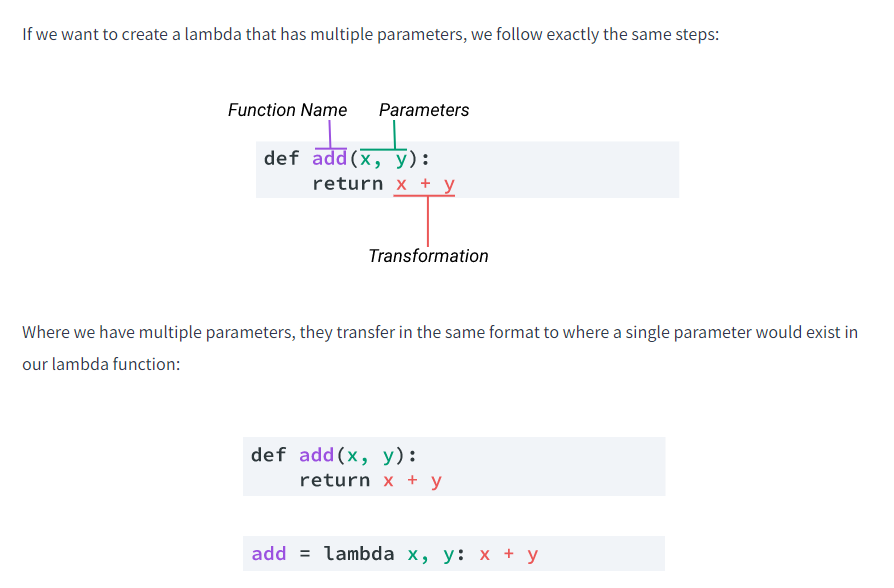 If we want to create a lambda that has multiple parameters, we follow exactly the same steps:
Function Name Parameters
def add(x, y):
    return x + y
Transformation
Where we have multiple parameters, they transfer in the same format to where a single parameter would exist in
our lambda function:
def add(x, y):
    return x + y
add = lambda x, y: x + y